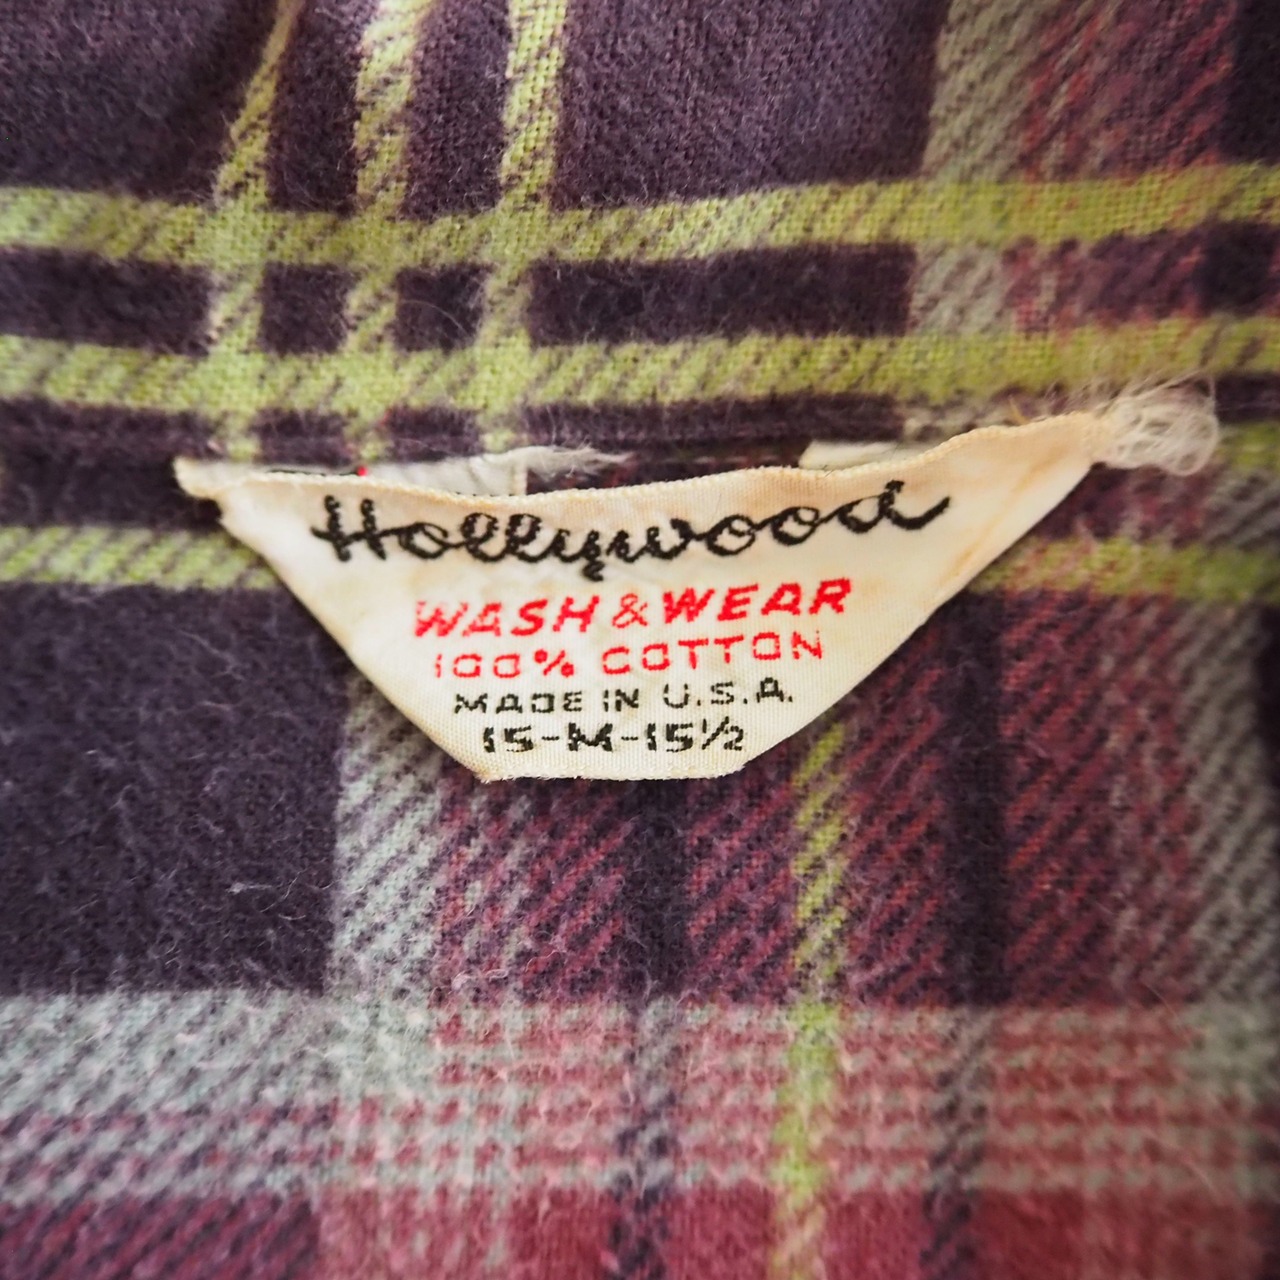 Hollywood
WASH & WEAR
100% COTTON
MADE IN U.S.A.
15-M-15½